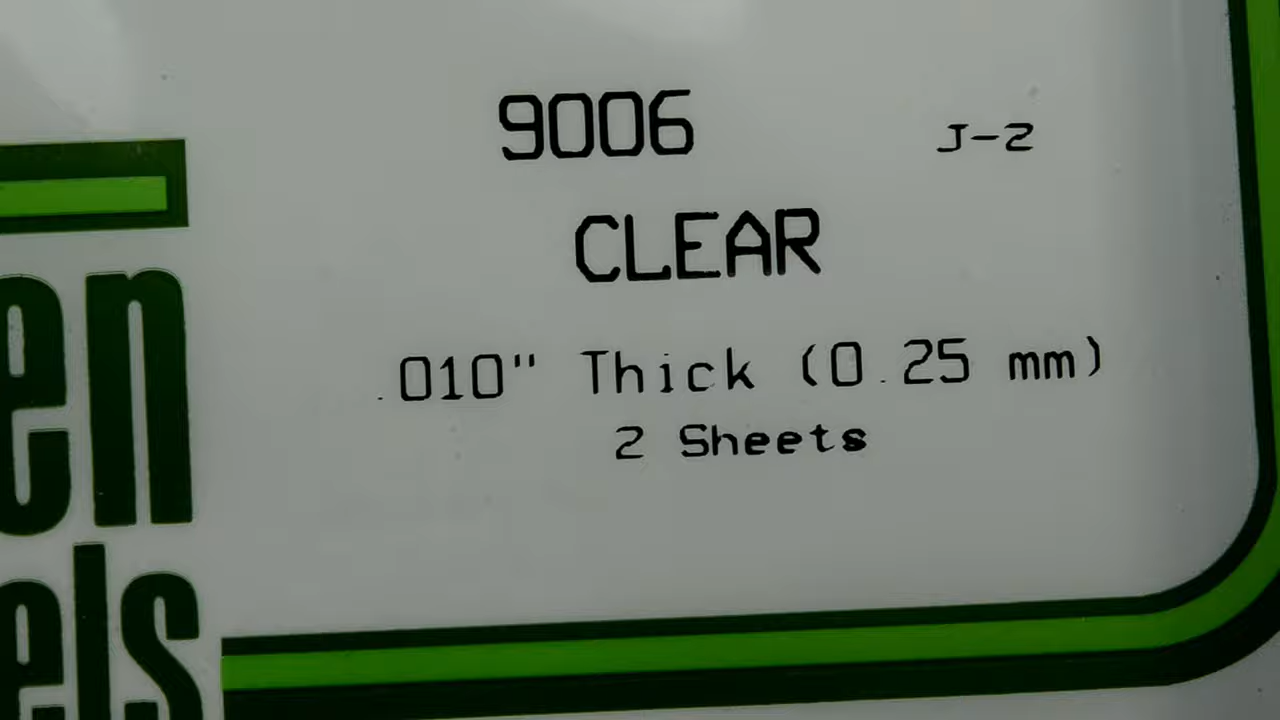 9006 J-2
CLEAR
.010" Thick (0.25 mm)
2 Sheets
en
els